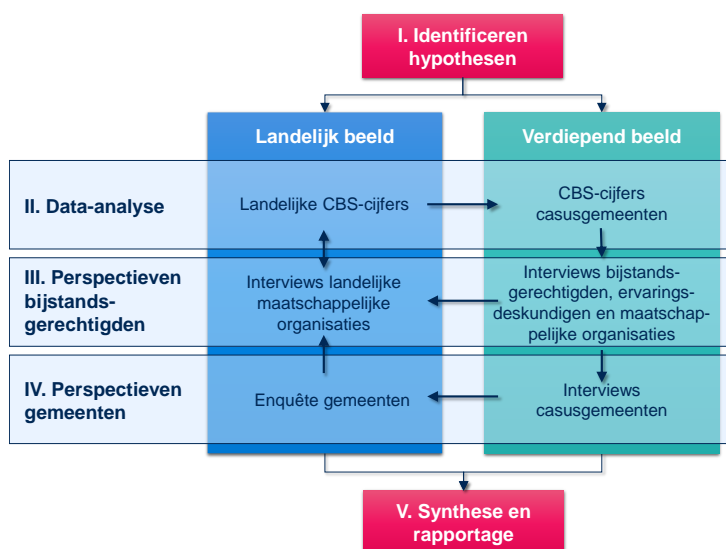 I. Identificeren
hypothesen
Landelijk beeld
Verdiepend beeld
II. Data-analyse
Landelijke CBS-cijfers
CBS-cijfers
casusgemeenten
III. Perspectieven
bijstands-
gerechtigden
Interviews landelijke
maatschappelijke
organisaties
Interviews bijstands-
gerechtigden, ervarings-
deskundigen en maatschap-
pelijke organisaties
IV. Perspectieven
gemeenten
Enquête gemeenten
Interviews
casusgemeenten
V. Synthese en
rapportage